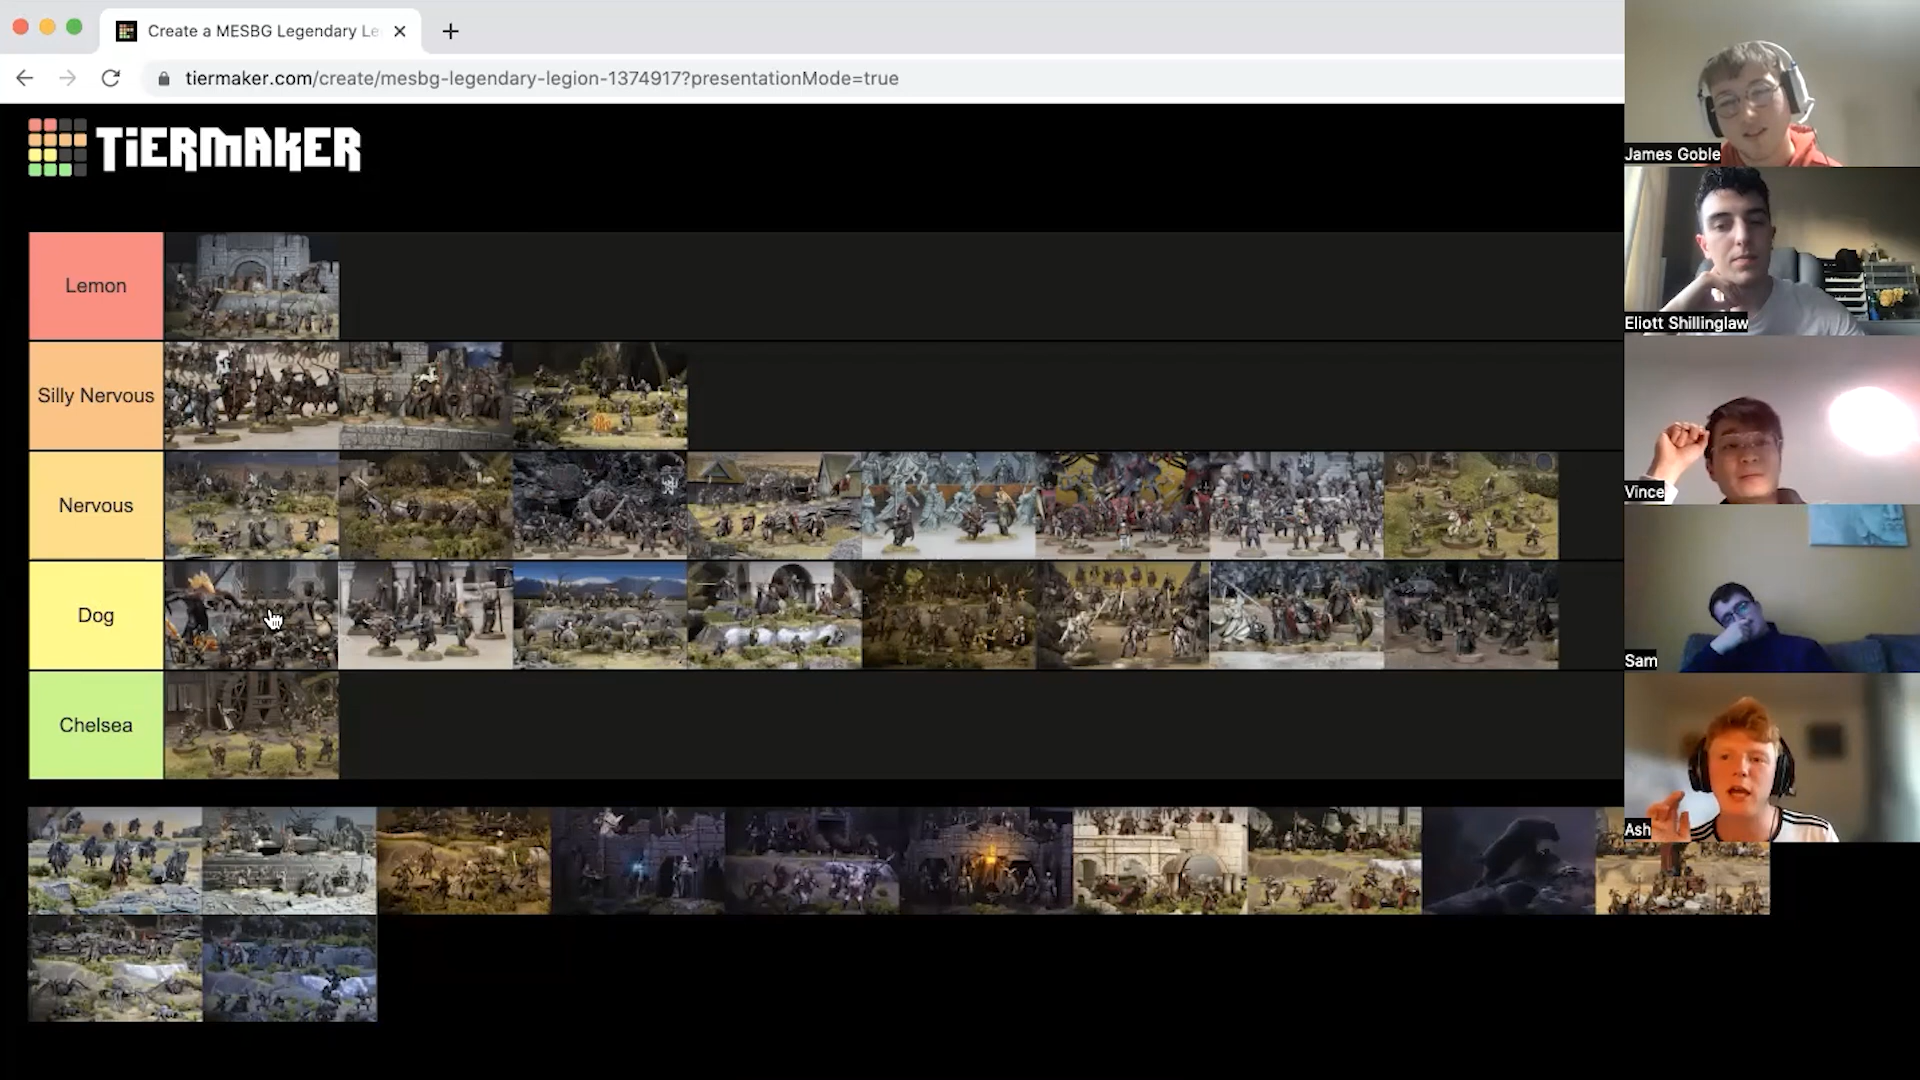 Create a MESBG Legendary Le
tiermaker.com/create/mesbg-legendary-legion-1374917?presentationMode=true
TiERMAKER
Lemon
Silly Nervous
Nervous
Dog
Chelsea
James Goble
Eliott Shillinglaw
Vince
Sam
Ash